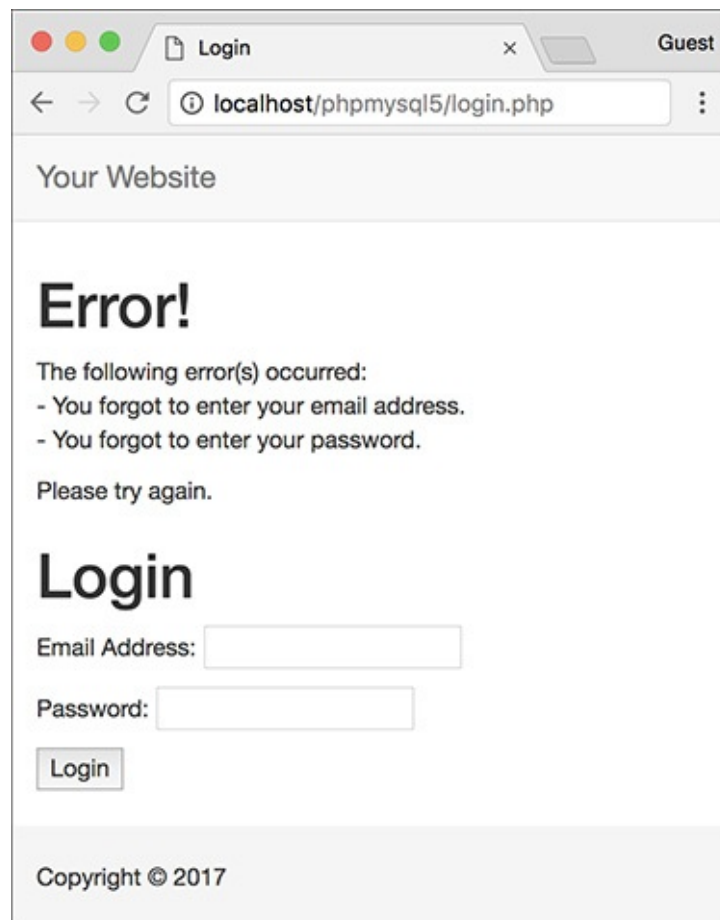 Login
Guest
localhost/phpmysql5/login.php
Your Website
Error!
The following error(s) occurred:
- You forgot to enter your email address.
- You forgot to enter your password.
Please try again.
Login
Email Address:
Password:
Login
Copyright © 2017